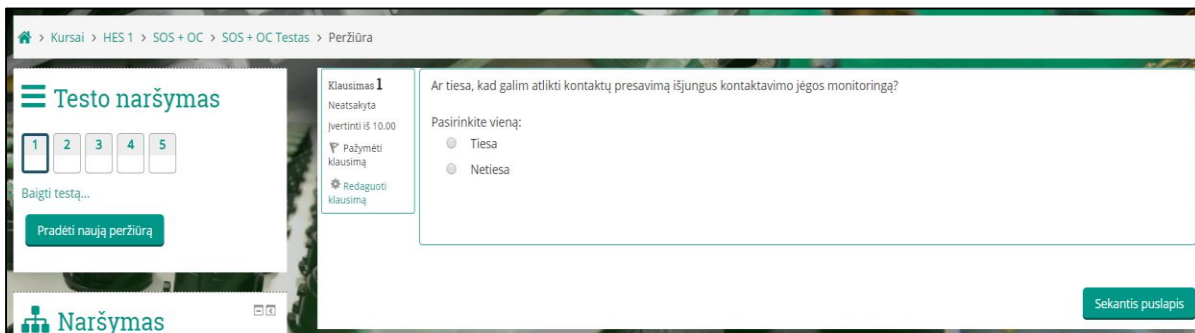 > Kursai > HES 1 > SOS + OC > SOS + OC Testas > Peržiūra
Testo naršymas
1 2 3 4 5
Baigti testą...
Pradėti naują peržiūrą
Naršymas
Klausimas 1
Neatsakyta
Įvertinti iš 10.00
Pažymėti
klausimą
Redaguoti
klausimą
Ar tiesa, kad galim atlikti kontaktų presavimą išjungus kontaktavimo jėgos monitoringą?
Pasirinkite vieną:
Tiesa
Netiesa
Sekantis puslapis